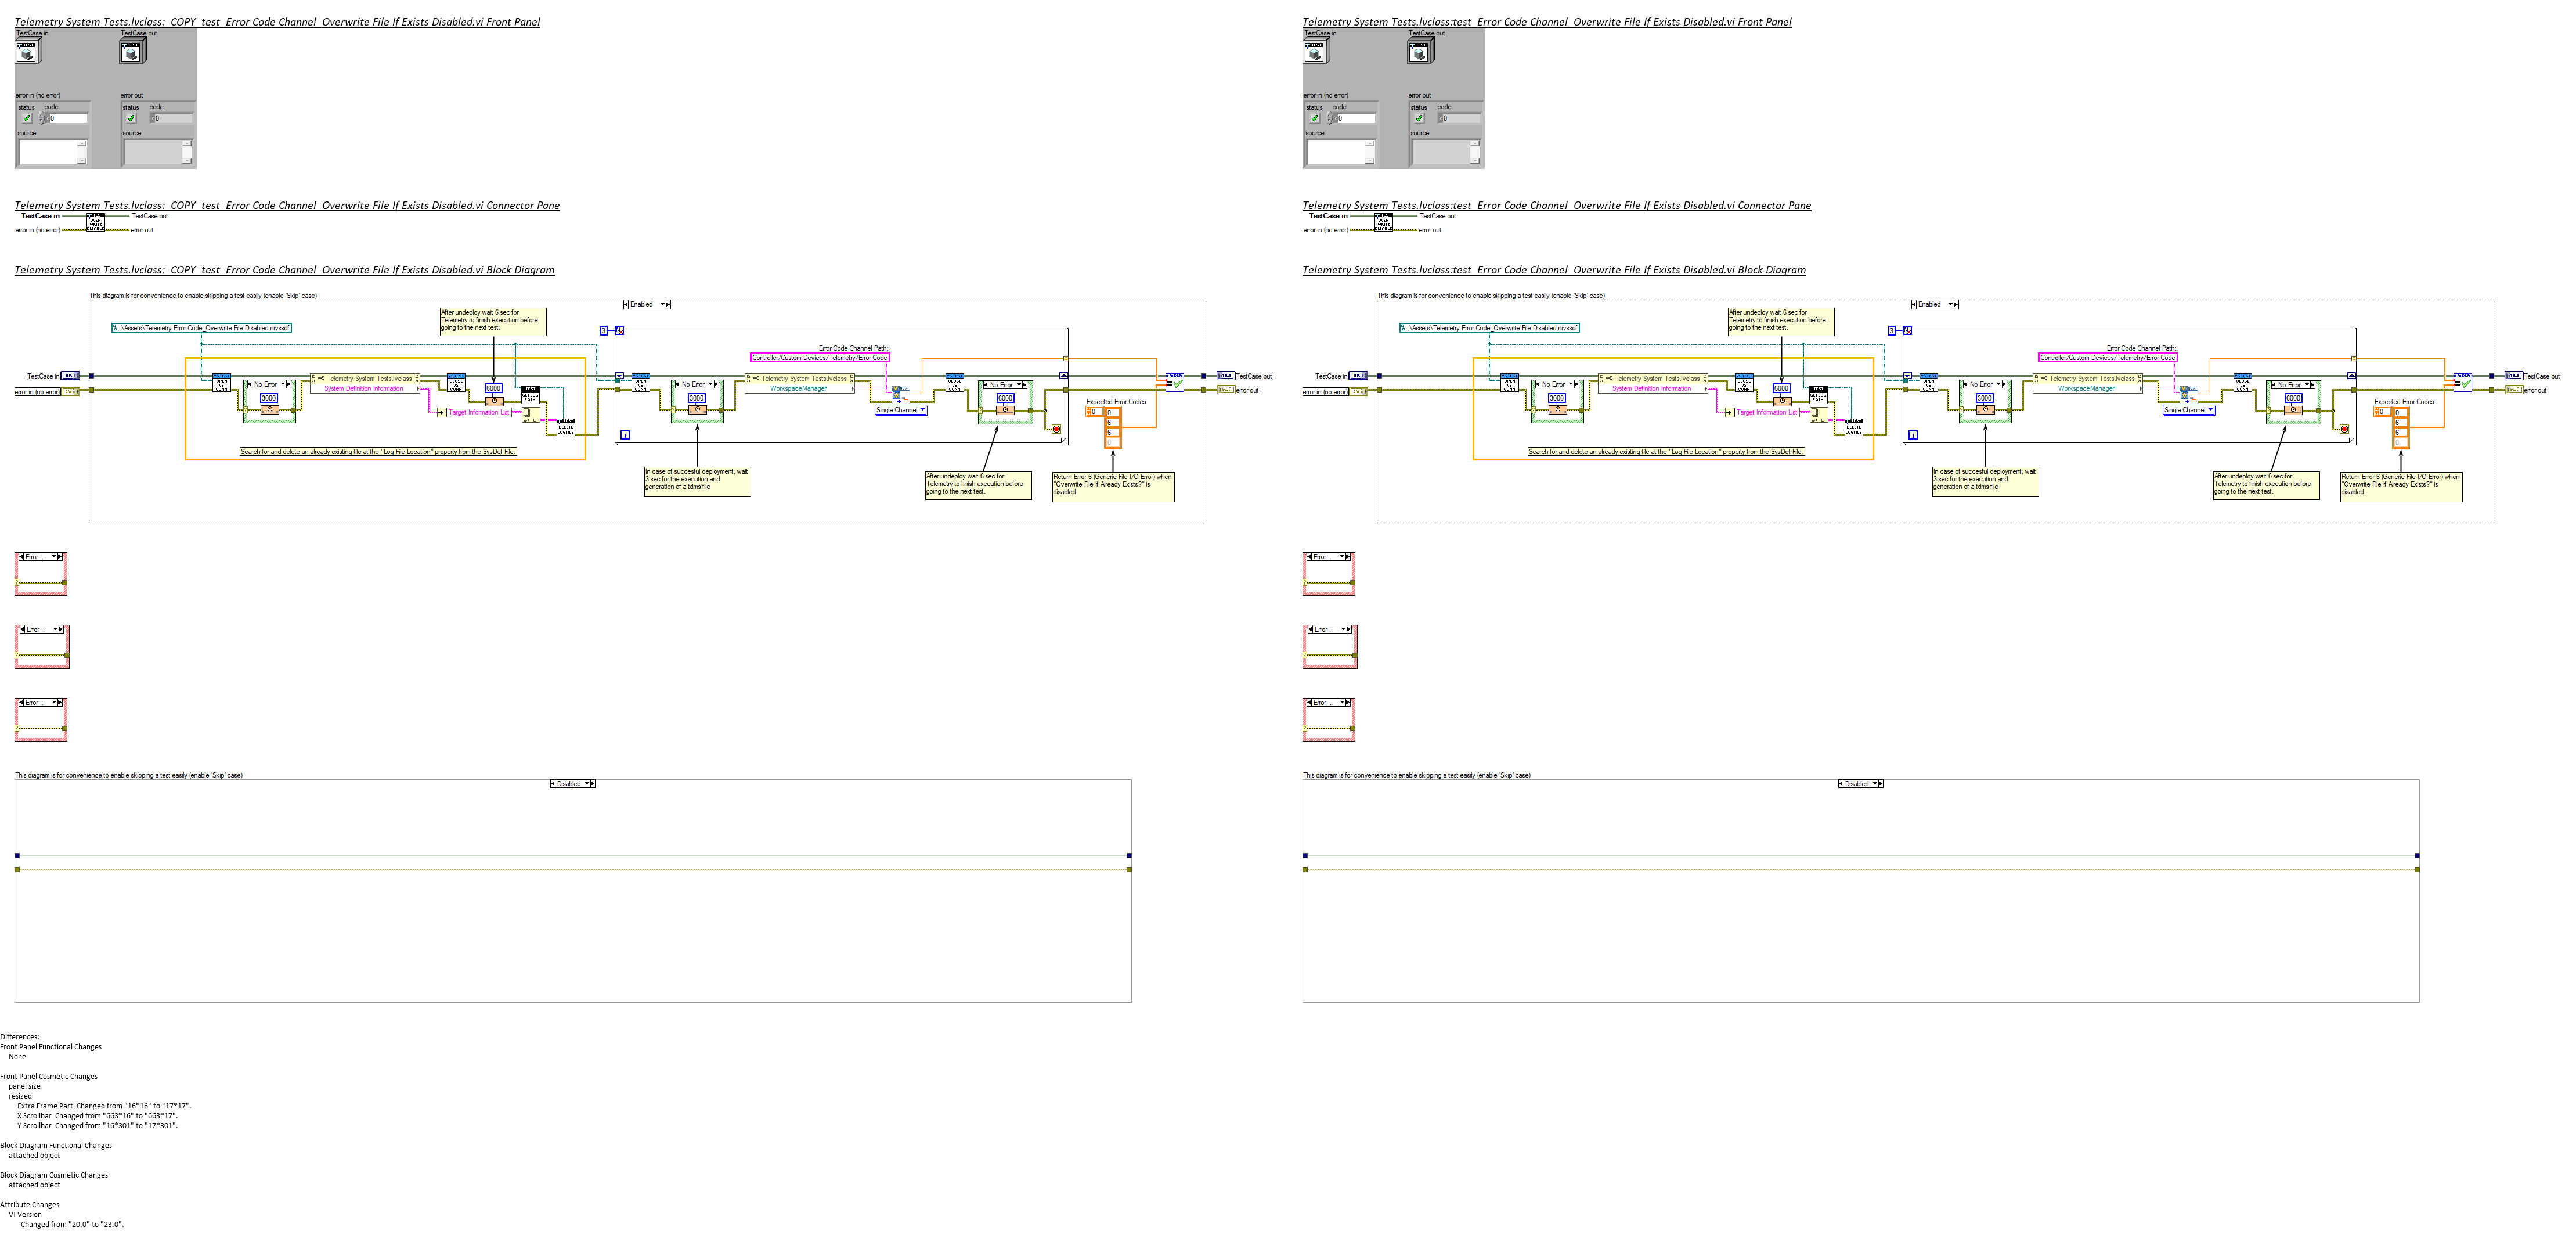 Telemetry System Tests.lvclass:  COPY  test  Error Code Channel  Overwrite File If Exists Disabled.vi Front Panel
TestCase in
TestCase out
TEST
TEST
error in (no error)
error out
status
code
status
code
0
0
source
source
Telemetry System Tests.lvclass:  COPY  test  Error Code Channel  Overwrite File If Exists Disabled.vi Connector Pane
TestCase in
TestCase out
TEST
OVER
WRITE
DISABLE
error in (no error)
error out
Telemetry System Tests.lvclass:  COPY  test  Error Code Channel  Overwrite File If Exists Disabled.vi Block Diagram
This diagram is for convenience to enable skipping a test easily (enable 'Skip' case)
Enabled
After undeploy wait 6 sec for
Telemetry to finish execution before
going to the next test.
..\Assets\Telemetry Error Code_Overwrite File Disabled.nivssdf
3
Error Code Channel Path:
Controller/Custom Devices/Telemetry/Error Code
TestCase in
error in (no error)
No Error
3000
Telemetry System Tests.lvclass
System Definition Information
6000
Target Information List
TEST
GETLOG
PATH
TEST
DELETE
LOGFILE
Search for and delete an already existing file at the "Log File Location" property from the SysDef File.
No Error
3000
Telemetry System Tests.lvclass
WorkspaceManager
Single Channel
No Error
6000
i
In case of succesful deployment, wait
3 sec for the execution and
generation of a tdms file
After undeploy wait 6 sec for
Telemetry to finish execution before
going to the next test.
Expected Error Codes
0
0
6
6
0
Return Error 6 (Generic File I/O Error) when
"Overwrite File If Already Exists?" is
disabled.
TestCase out
error out
Error ..
Error ..
Error ..
This diagram is for convenience to enable skipping a test easily (enable 'Skip' case)
Disabled
Differences:
Front Panel Functional Changes
None
Front Panel Cosmetic Changes
panel size
resized
Extra Frame Part  Changed from "16*16" to "17*17".
X Scrollbar  Changed from "663*16" to "663*17".
Y Scrollbar  Changed from "16*301" to "17*301".
Block Diagram Functional Changes
attached object
Block Diagram Cosmetic Changes
attached object
Attribute Changes
VI Version
Changed from "20.0" to "23.0".
Telemetry System Tests.lvclass:test  Error Code Channel  Overwrite File If Exists Disabled.vi Front Panel
TestCase in
TestCase out
TEST
TEST
error in (no error)
error out
status
code
status
code
0
0
source
source
Telemetry System Tests.lvclass:test  Error Code Channel  Overwrite File If Exists Disabled.vi Connector Pane
TestCase in
TestCase out
TEST
OVER
WRITE
DISABLE
error in (no error)
error out
Telemetry System Tests.lvclass:test  Error Code Channel  Overwrite File If Exists Disabled.vi Block Diagram
This diagram is for convenience to enable skipping a test easily (enable 'Skip' case)
Enabled
After undeploy wait 6 sec for
Telemetry to finish execution before
going to the next test.
..\Assets\Telemetry Error Code_Overwrite File Disabled.nivssdf
3
Error Code Channel Path:
Controller/Custom Devices/Telemetry/Error Code
TestCase in
error in (no error)
No Error
3000
Telemetry System Tests.lvclass
System Definition Information
6000
Target Information List
TEST
GETLOG
PATH
TEST
DELETE
LOGFILE
Search for and delete an already existing file at the "Log File Location" property from the SysDef File.
No Error
3000
Telemetry System Tests.lvclass
WorkspaceManager
Single Channel
No Error
6000
i
In case of succesful deployment, wait
3 sec for the execution and
generation of a tdms file
After undeploy wait 6 sec for
Telemetry to finish execution before
going to the next test.
Expected Error Codes
0
0
6
6
0
Return Error 6 (Generic File I/O Error) when
"Overwrite File If Already Exists?" is
disabled.
TestCase out
error out
Error ..
Error ..
Error ..
This diagram is for convenience to enable skipping a test easily (enable 'Skip' case)
Disabled